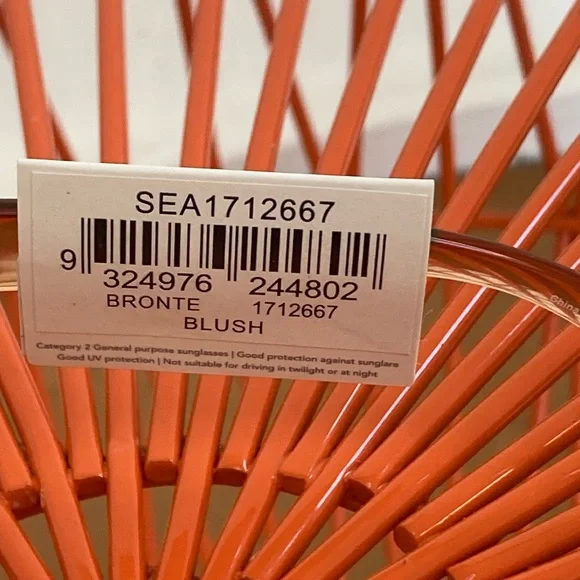 SEA1712667
9 324976 244802
BRONTE 1712667
BLUSH
Category 2 General purpose sunglasses | Good protection against sunglare
Good UV protection | Not suitable for driving in twilight or at night
China